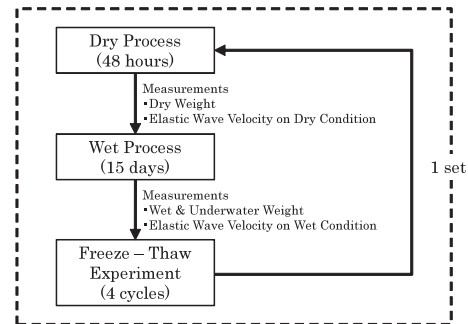 Dry Process
(48 hours)
Measurements
▪Dry Weight
▪Elastic Wave Velocity on Dry Condition
Wet Process
(15 days)
1 set
Measurements
▪Wet & Underwater Weight
▪Elastic Wave Velocity on Wet Condition
Freeze – Thaw
Experiment
(4 cycles)